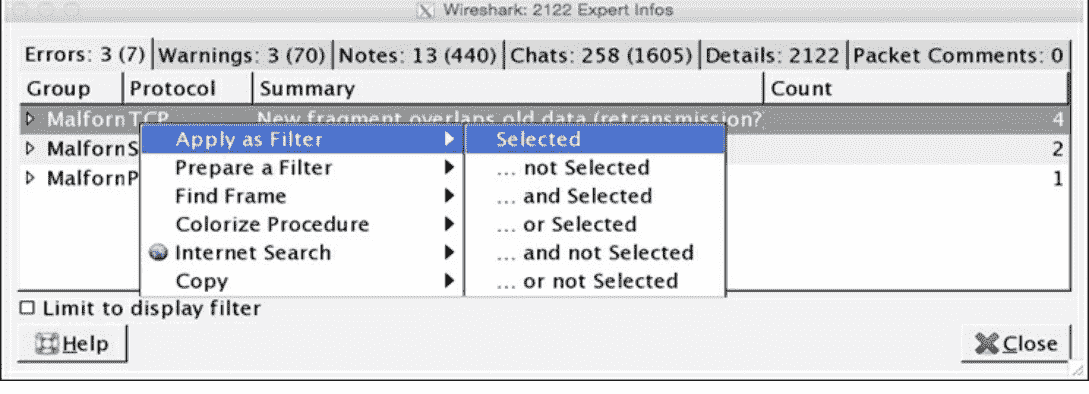 Wireshark: 2122 Expert Infos
Errors: 3 (7) Warnings: 3 (70) Notes: 13 (440) Chats: 258 (1605) Details: 2122 Packet Comments: 0
Group Protocol Summary Count
Malforn TCP New fragment overlaps old data (retransmission? 4
Malforn S 2
Malforn P 1
Apply as Filter
Prepare a Filter
Find Frame
Colorize Procedure
Internet Search
Copy
Selected
... not Selected
... and Selected
... or Selected
... and not Selected
... or not Selected
Limit to display filter
Help Close